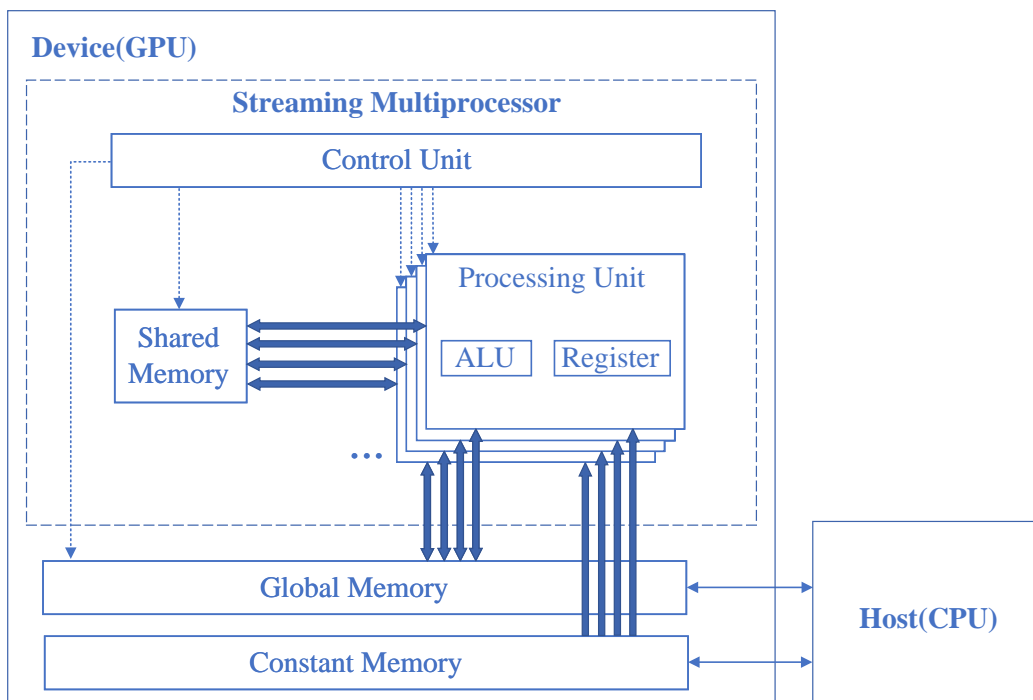 Device(GPU)
Streaming Multiprocessor
Control Unit
Processing Unit
Shared
Memory
ALU
Register
...
Global Memory
Constant Memory
Host(CPU)